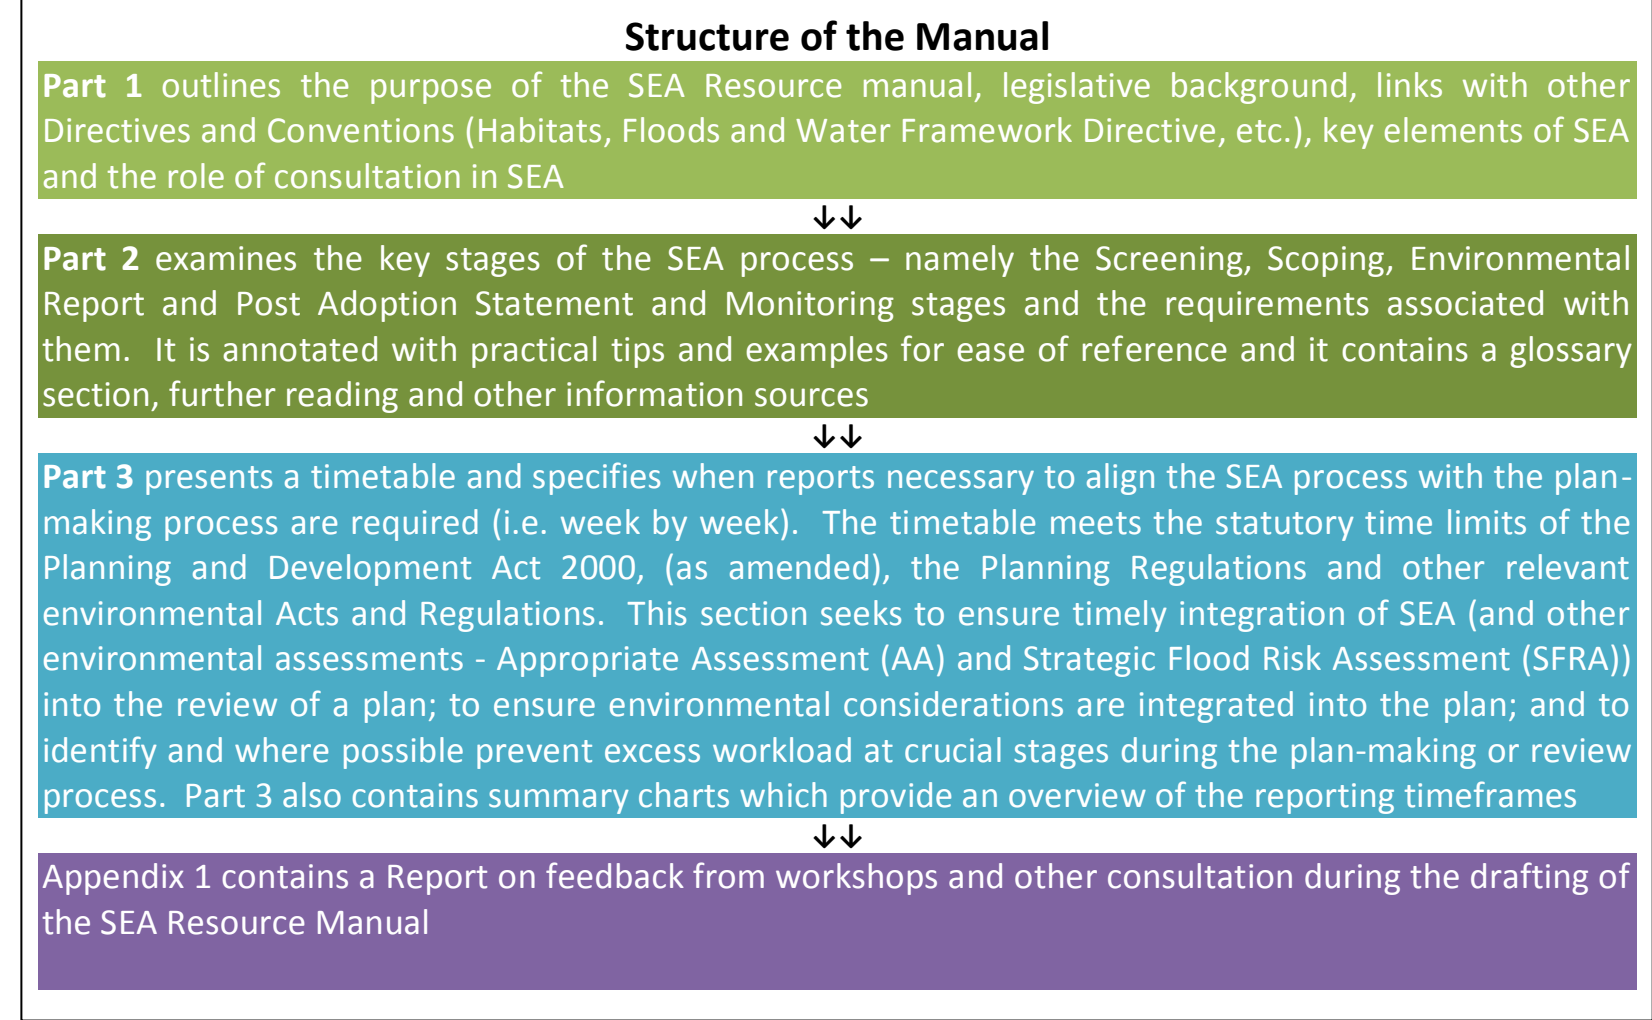 Structure of the Manual
Part 1 outlines the purpose of the SEA Resource manual, legislative background, links with other
Directives and Conventions (Habitats, Floods and Water Framework Directive, etc.), key elements of SEA
and the role of consultation in SEA
↓↓
Part 2 examines the key stages of the SEA process – namely the Screening, Scoping, Environmental
Report and Post Adoption Statement and Monitoring stages and the requirements associated with
them. It is annotated with practical tips and examples for ease of reference and it contains a glossary
section, further reading and other information sources
↓↓
Part 3 presents a timetable and specifies when reports necessary to align the SEA process with the plan-
making process are required (i.e. week by week). The timetable meets the statutory time limits of the
Planning and Development Act 2000, (as amended), the Planning Regulations and other relevant
environmental Acts and Regulations. This section seeks to ensure timely integration of SEA (and other
environmental assessments - Appropriate Assessment (AA) and Strategic Flood Risk Assessment (SFRA))
into the review of a plan; to ensure environmental considerations are integrated into the plan; and to
identify and where possible prevent excess workload at crucial stages during the plan-making or review
process. Part 3 also contains summary charts which provide an overview of the reporting timeframes
↓↓
Appendix 1 contains a Report on feedback from workshops and other consultation during the drafting of
the SEA Resource Manual